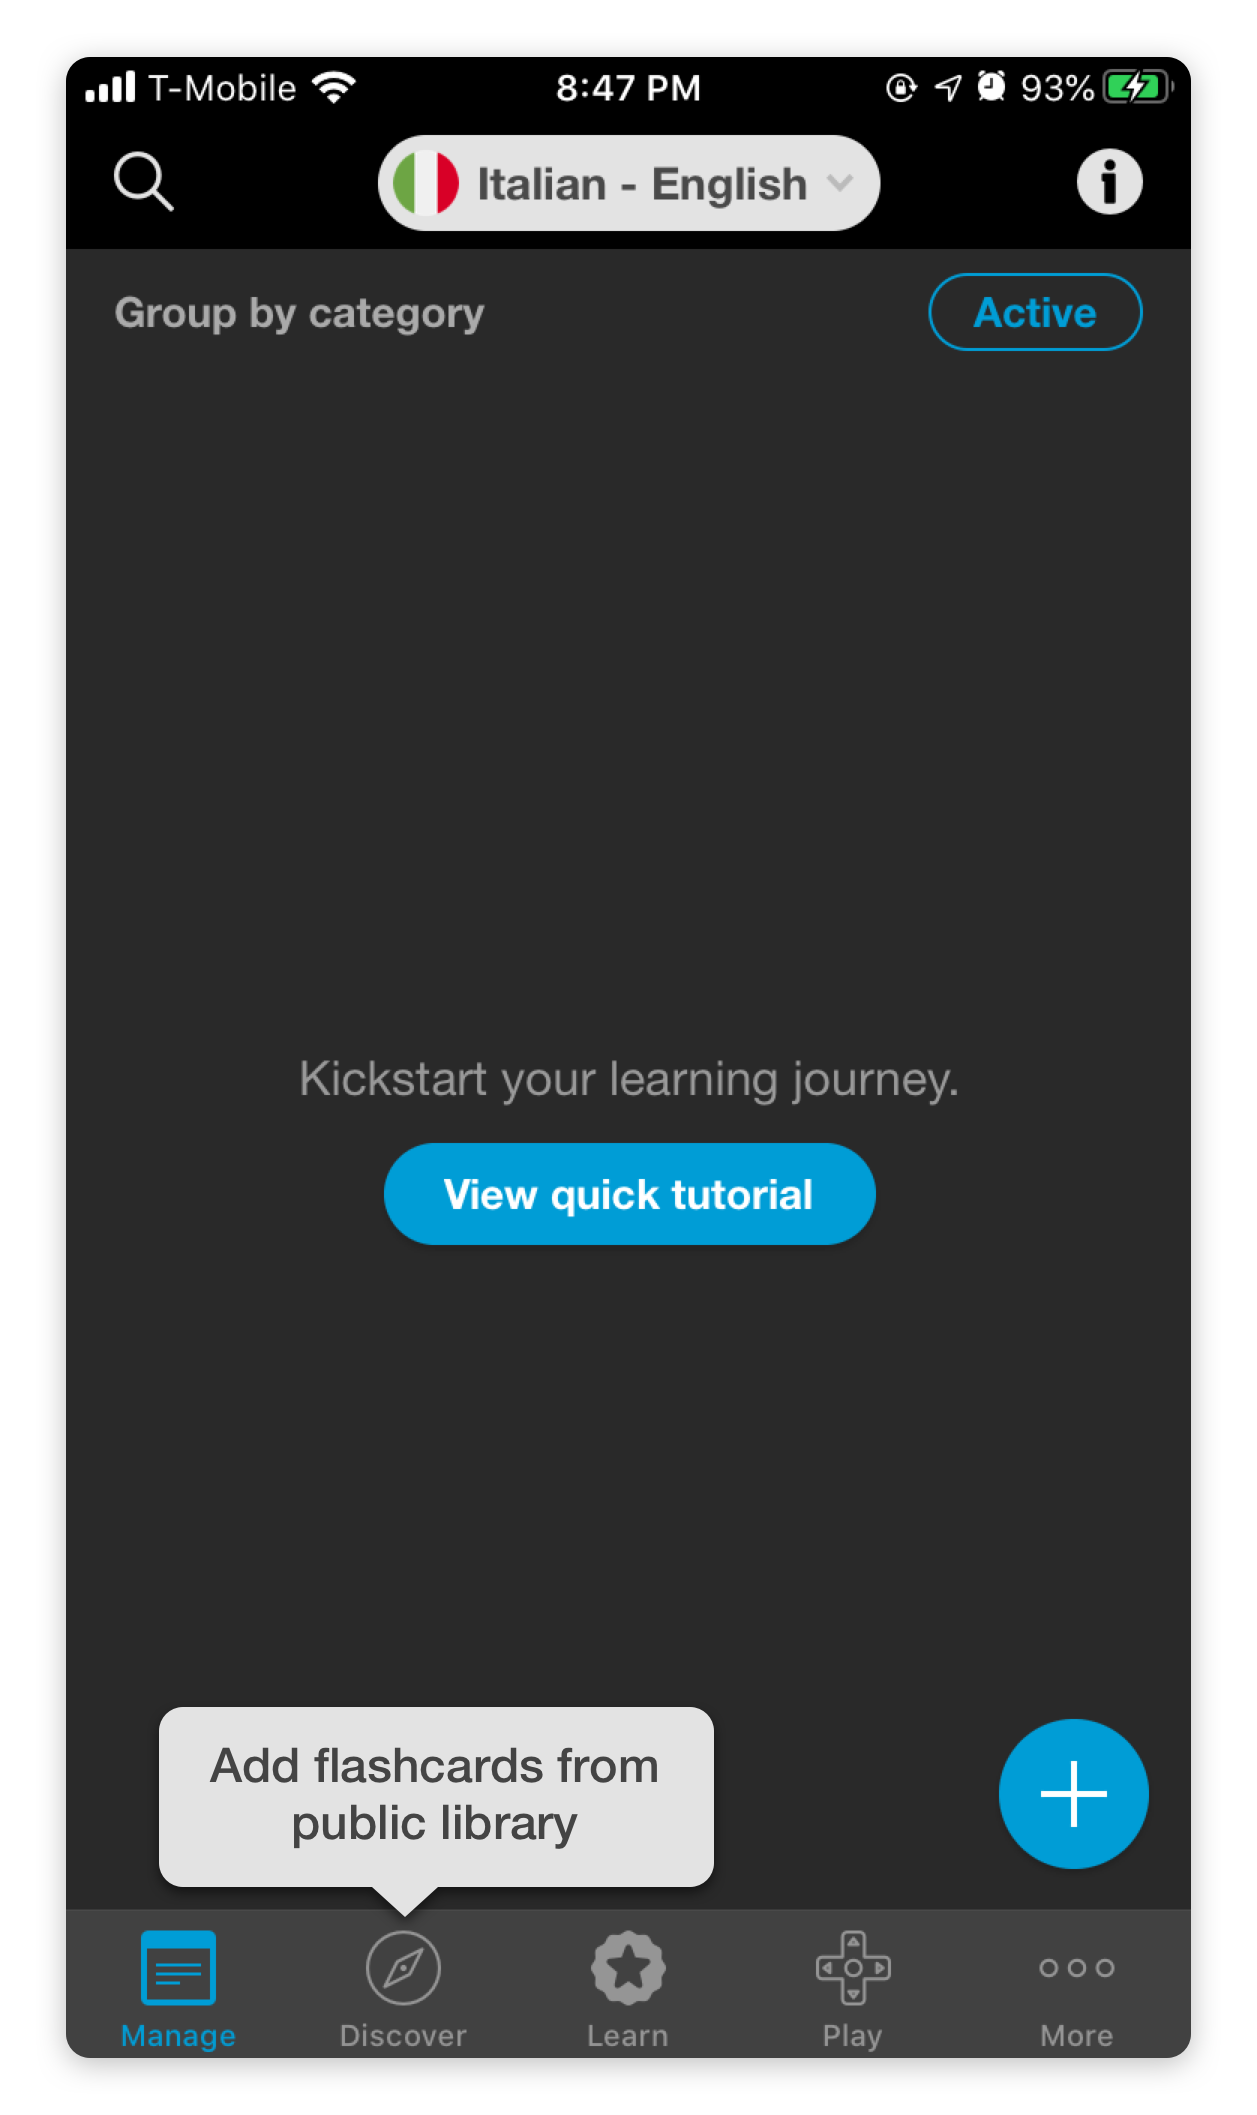 T-Mobile
8:47 PM
93%
Italian - English
Group by category
Active
Kickstart your learning journey.
View quick tutorial
Add flashcards from
public library
Manage
Discover
Learn
Play
More